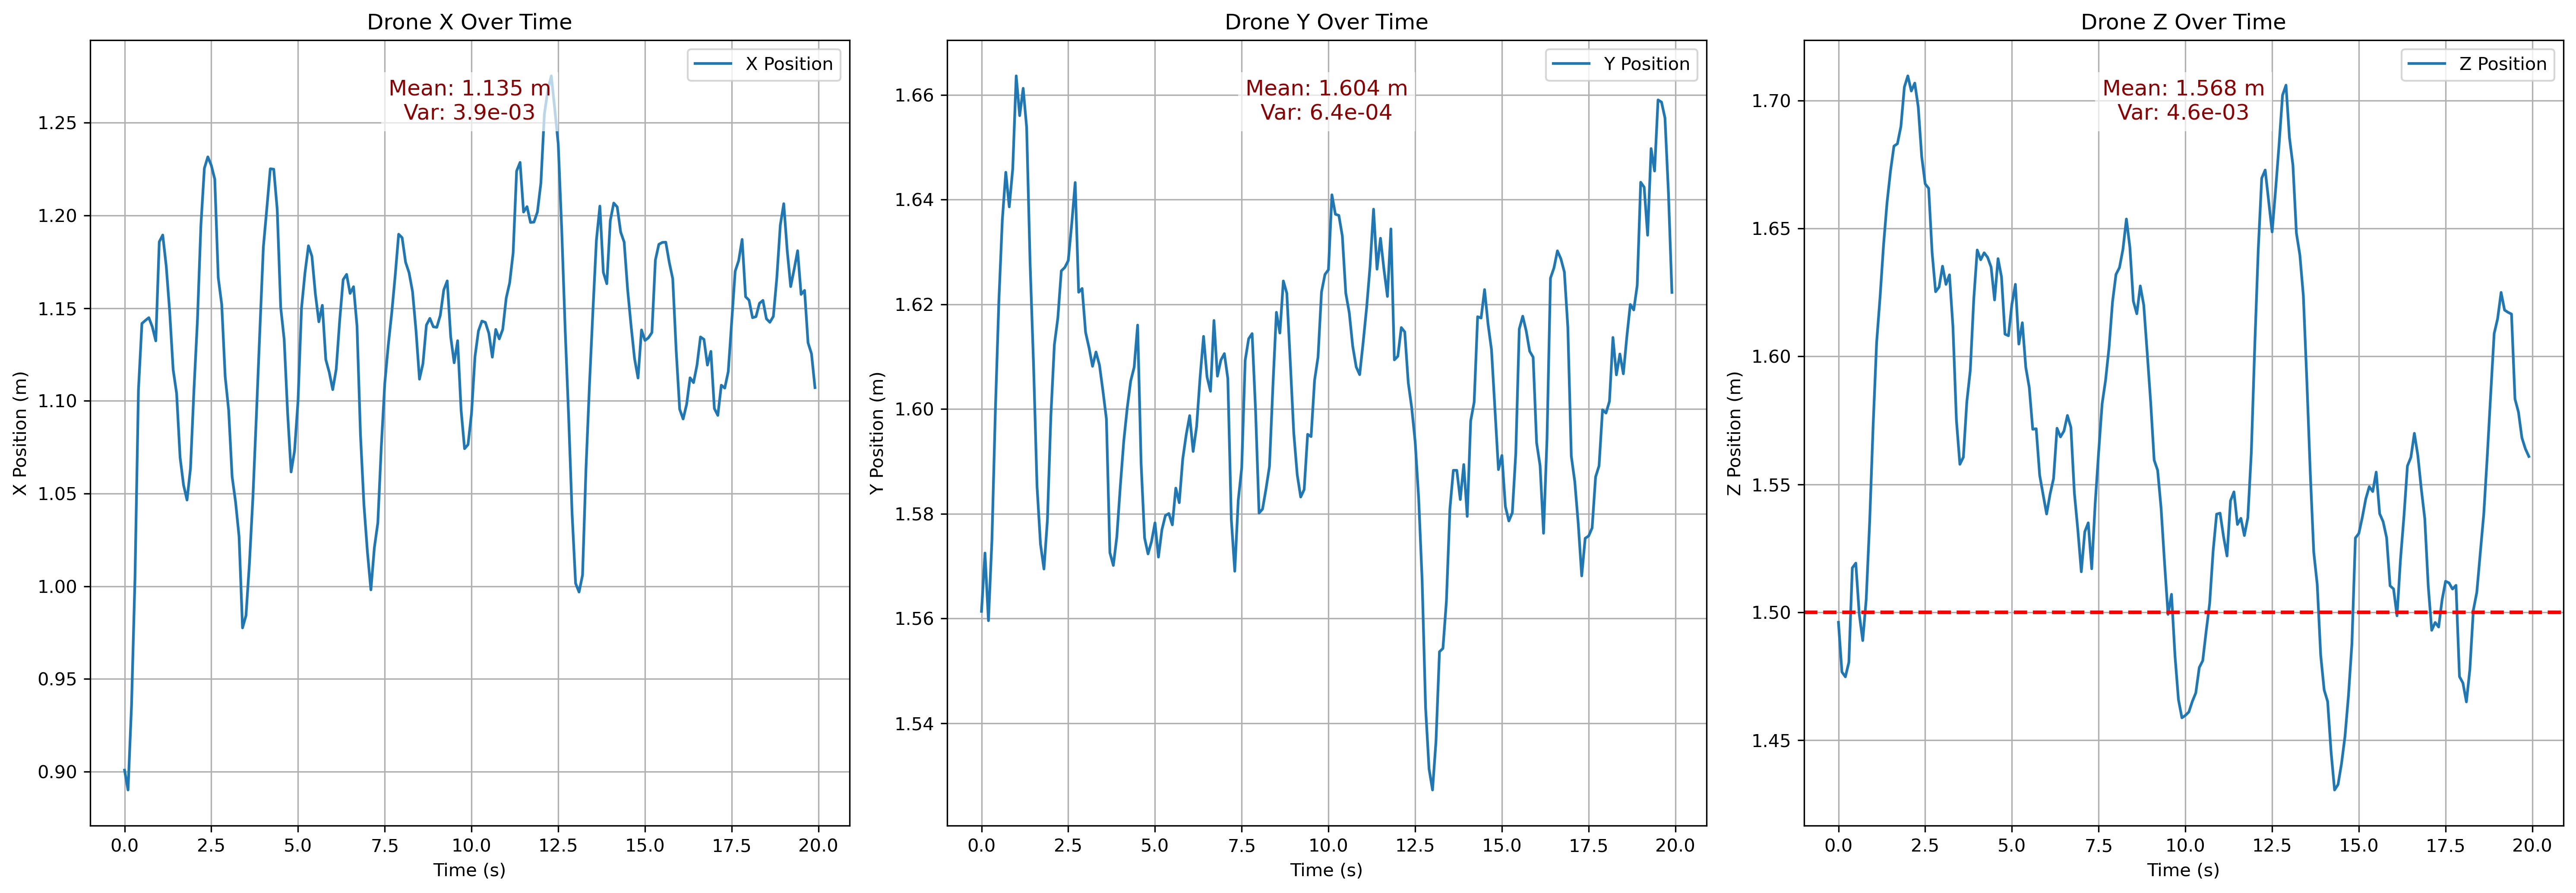 Drone X Over Time
X Position
Mean: 1.135 m
Var: 3.9e-03
X Position (m)
1.25
1.20
1.15
1.10
1.05
1.00
0.95
0.90
0.0 2.5 5.0 7.5 10.0 12.5 15.0 17.5 20.0
Time (s)
Drone Y Over Time
Y Position
Mean: 1.604 m
Var: 6.4e-04
Y Position (m)
1.66
1.64
1.62
1.60
1.58
1.56
1.54
0.0 2.5 5.0 7.5 10.0 12.5 15.0 17.5 20.0
Time (s)
Drone Z Over Time
Z Position
Mean: 1.568 m
Var: 4.6e-03
Z Position (m)
1.70
1.65
1.60
1.55
1.50
1.45
0.0 2.5 5.0 7.5 10.0 12.5 15.0 17.5 20.0
Time (s)